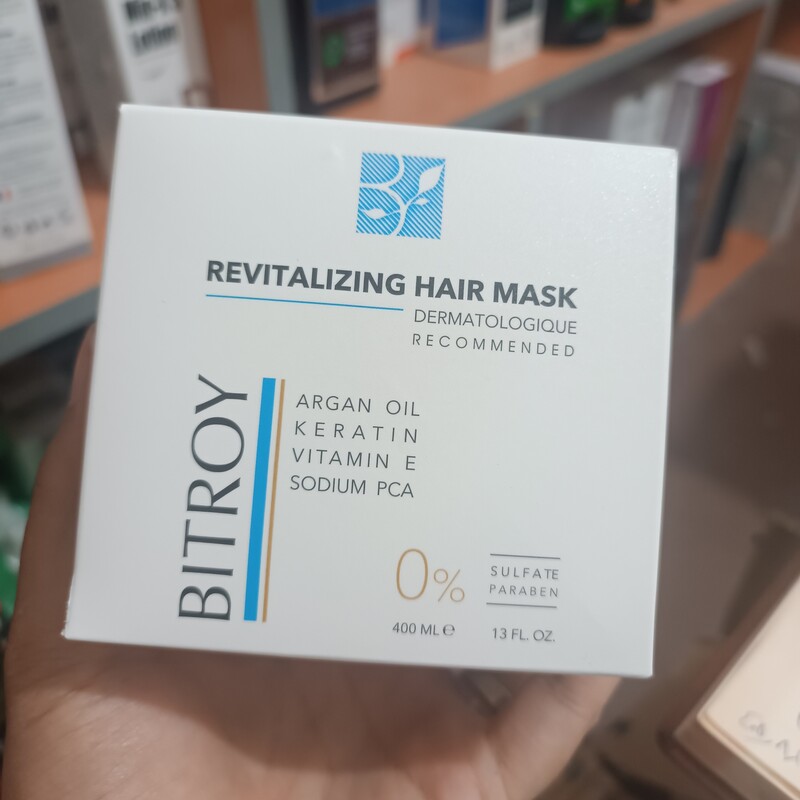 REVITALIZING HAIR MASK
DERMATOLOGIQUE
RECOMMENDED
BITROY
ARGAN OIL
KERATIN
VITAMIN E
SODIUM PCA
0%
SULFATE
PARABEN
400 ML ℮
13 FL. OZ.